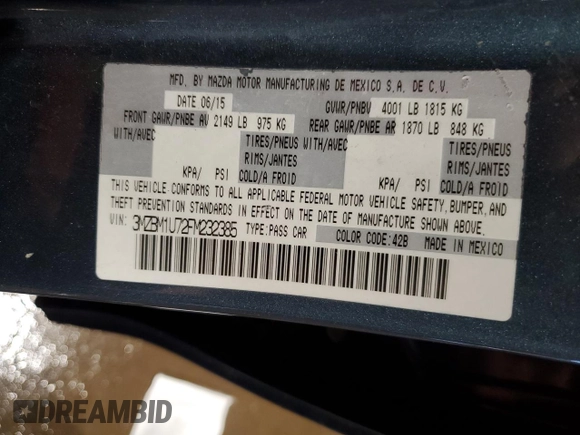 MFD. BY MAZDA MOTOR MANUFACTURING DE MEXICO S.A. DE C.V.
DATE 06/15 GVWR/PNBV 4001 LB 1815 KG
FRONT GAWR/PNBE AV 2149 LB 975 KG REAR GAWR/PNBE AR 1870 LB 848 KG
WITH/AVEC TIRES/PNEUS WITH/AVEC TIRES/PNEUS
RIMS/JANTES RIMS/JANTES
KPA/ PSI COLD/A FROID KPA/ PSI COLD/A FROID
THIS VEHICLE CONFORMS TO ALL APPLICABLE FEDERAL MOTOR VEHICLE SAFETY, BUMPER, AND
THEFT PREVENTION STANDARDS IN EFFECT ON THE DATE OF MANUFACTURE SHOWN ABOVE.
VIN: 3MZBM1U72FM232385 TYPE:PASS CAR COLOR CODE:42B MADE IN MEXICO
DREAMBID